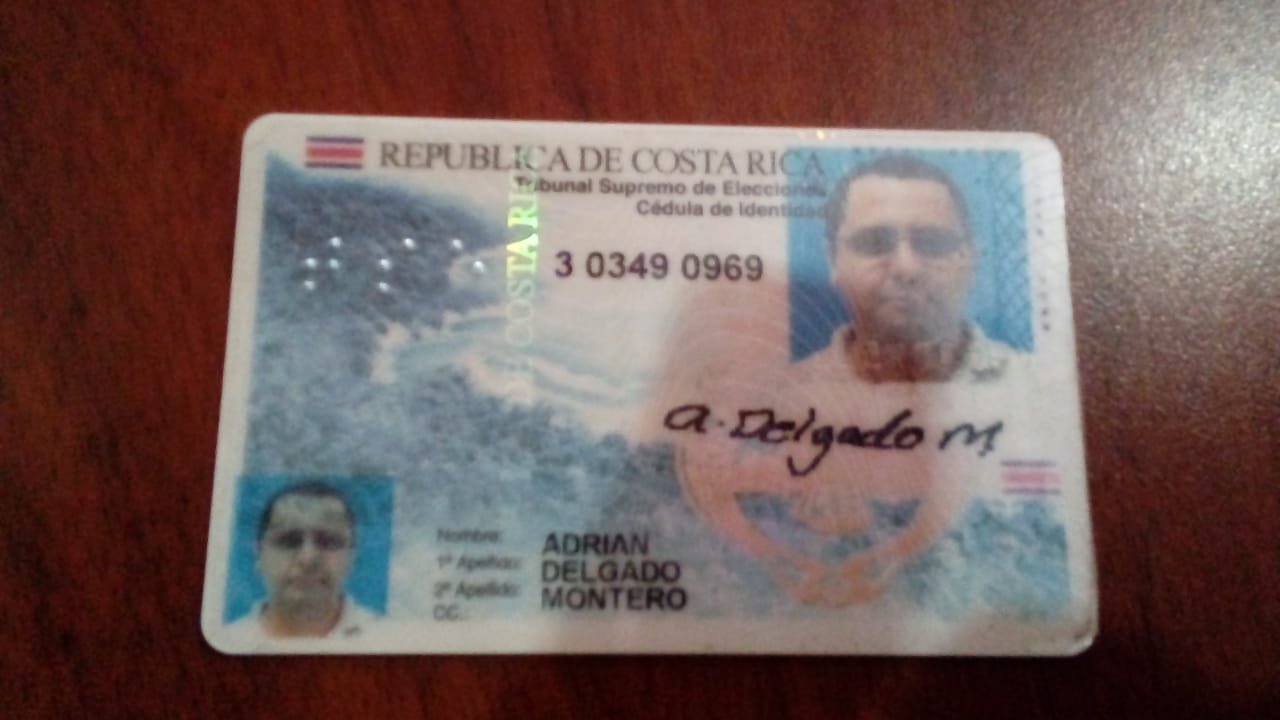 REPUBLICA DE COSTA RICA
Tribunal Supremo de Elecciones
Cédula de Identidad
3 0349 0969
COSTA RI
a. Delgado M
Nombre: ADRIAN
1º Apellido: DELGADO
2º Apellido: MONTERO
CC.: